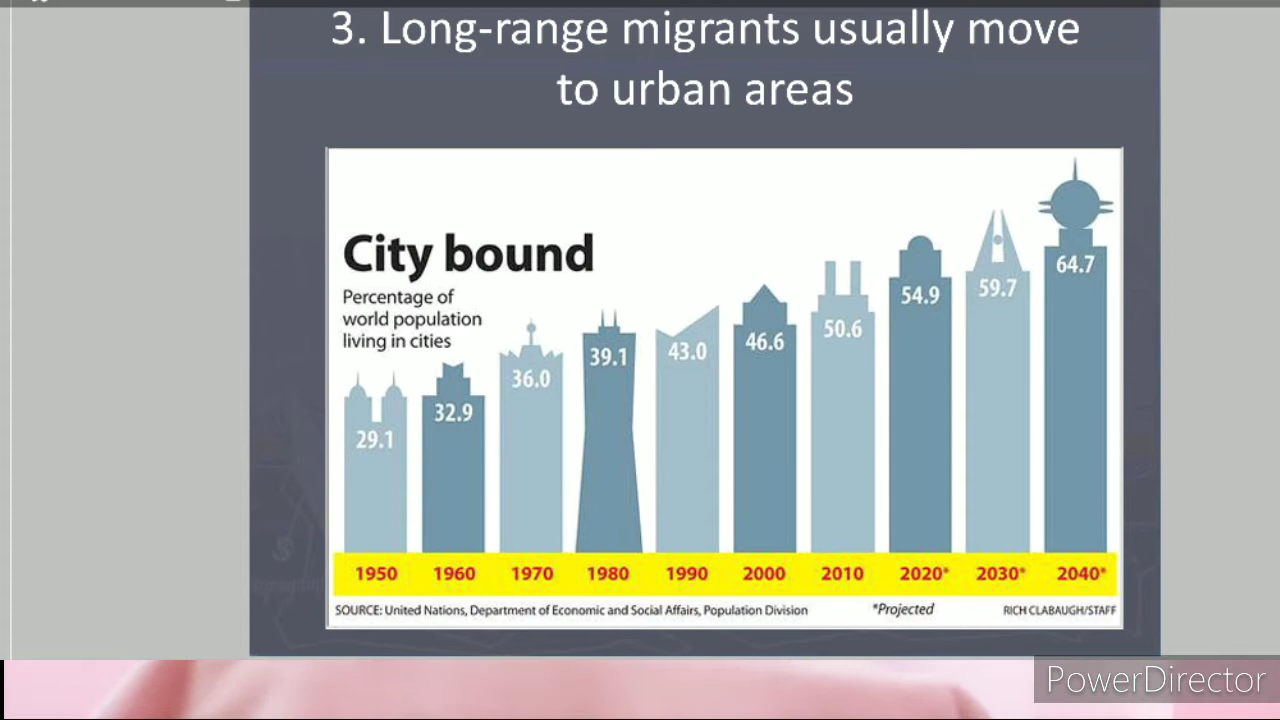 3. Long-range migrants usually move
to urban areas
City bound
Percentage of
world population
living in cities
29.1
32.9
36.0
39.1
43.0
46.6
50.6
54.9
59.7
64.7
1950 1960 1970 1980 1990 2000 2010 2020* 2030* 2040*
SOURCE: United Nations, Department of Economic and Social Affairs, Population Division *Projected RICH CLABAUGH/STAFF
PowerDirector